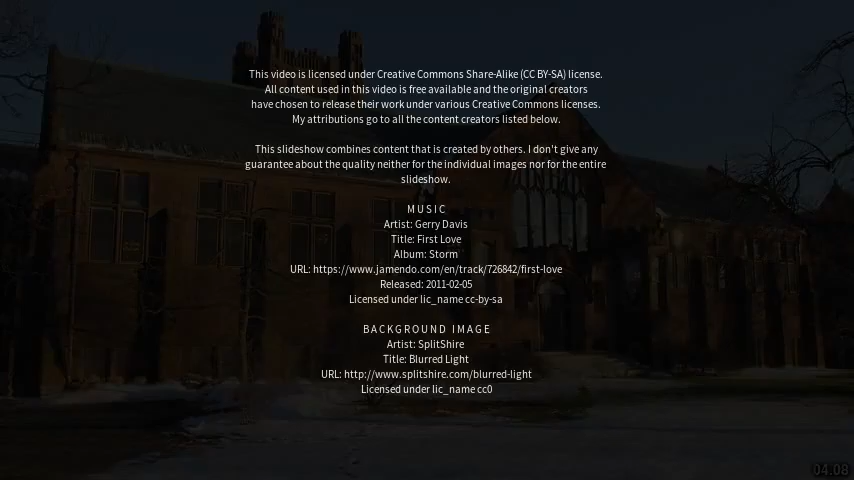 This video is licensed under Creative Commons Share-Alike (CC BY-SA) license.
All content used in this video is free available and the original creators
have chosen to release their work under various Creative Commons licenses.
My attributions go to all the content creators listed below.
This slideshow combines content that is created by others. I don't give any
guarantee about the quality neither for the individual images nor for the entire
slideshow.
MUSIC
Artist: Gerry Davis
Title: First Love
Album: Storm
URL: https://www.jamendo.com/en/track/726842/first-love
Released: 2011-02-05
Licensed under lic_name cc-by-sa
BACKGROUND IMAGE
Artist: SplitShire
Title: Blurred Light
URL: http://www.splitshire.com/blurred-light
Licensed under lic_name cc0
04.08